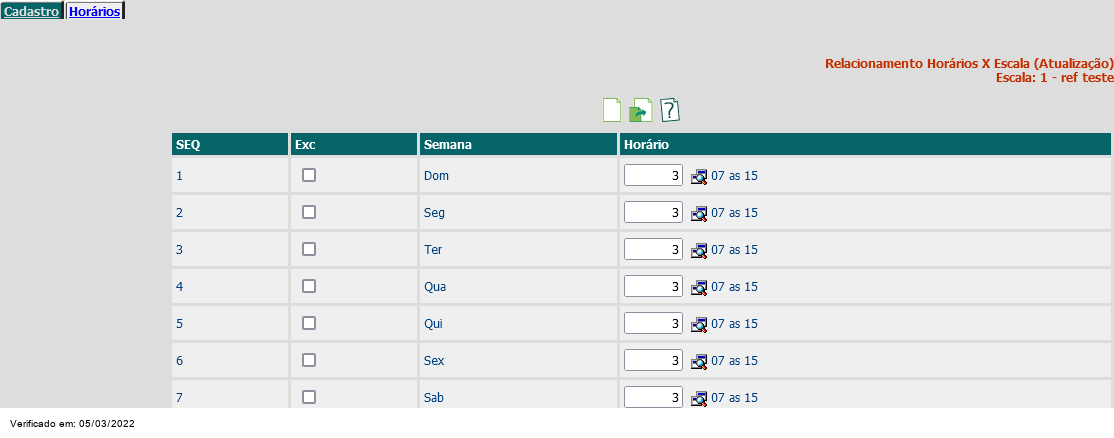 Cadastro Horários
Relacionamento Horários X Escala (Atualização)
Escala: 1 - ref teste
SEQ Exc Semana Horário
1 Dom 3 07 as 15
2 Seg 3 07 as 15
3 Ter 3 07 as 15
4 Qua 3 07 as 15
5 Qui 3 07 as 15
6 Sex 3 07 as 15
7 Sab 3 07 as 15
Verificado em: 05/03/2022